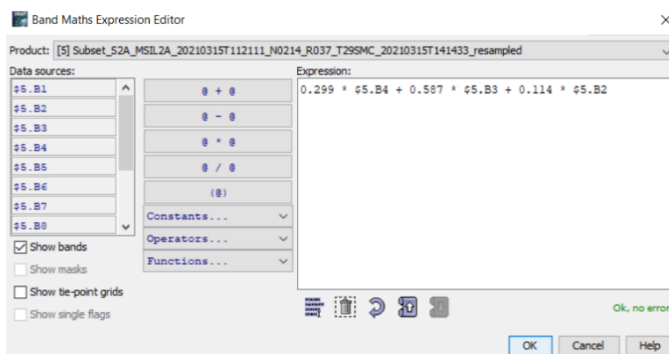 Band Maths Expression Editor
Product: [5] Subset_S2A_MSIL2A_20210315T112111_N0214_R037_T29SMC_20210315T141433_resampled
Data sources:
Expression:
$5.B1
$5.B2
$5.B3
$5.B4
$5.B5
$5.B6
$5.B7
$5.B8
@ + @
@ - @
@ * @
@ / @
(@)
Constants...
Operators...
Functions...
0.299 * $5.B4 + 0.587 * $5.B3 + 0.114 * $5.B2
Show bands
Show masks
Show tie-point grids
Show single flags
Ok, no error
OK
Cancel
Help